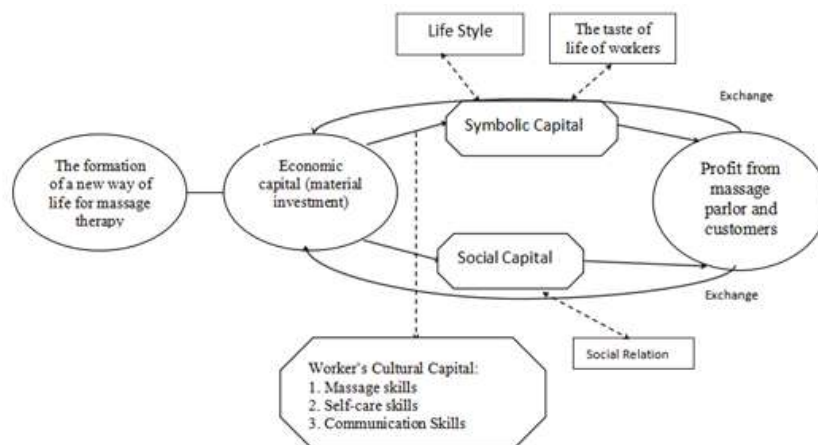 Life Style
The taste of
life of workers
Exchange
Symbolic Capital
The formation
of a new way of
life for massage
therapy
Economic
capital (material
investment)
Profit from
massage
parlor and
customers
Social Capital
Exchange
Social Relation
Worker's Cultural Capital:
1. Massage skills
2. Self-care skills
3. Communication Skills